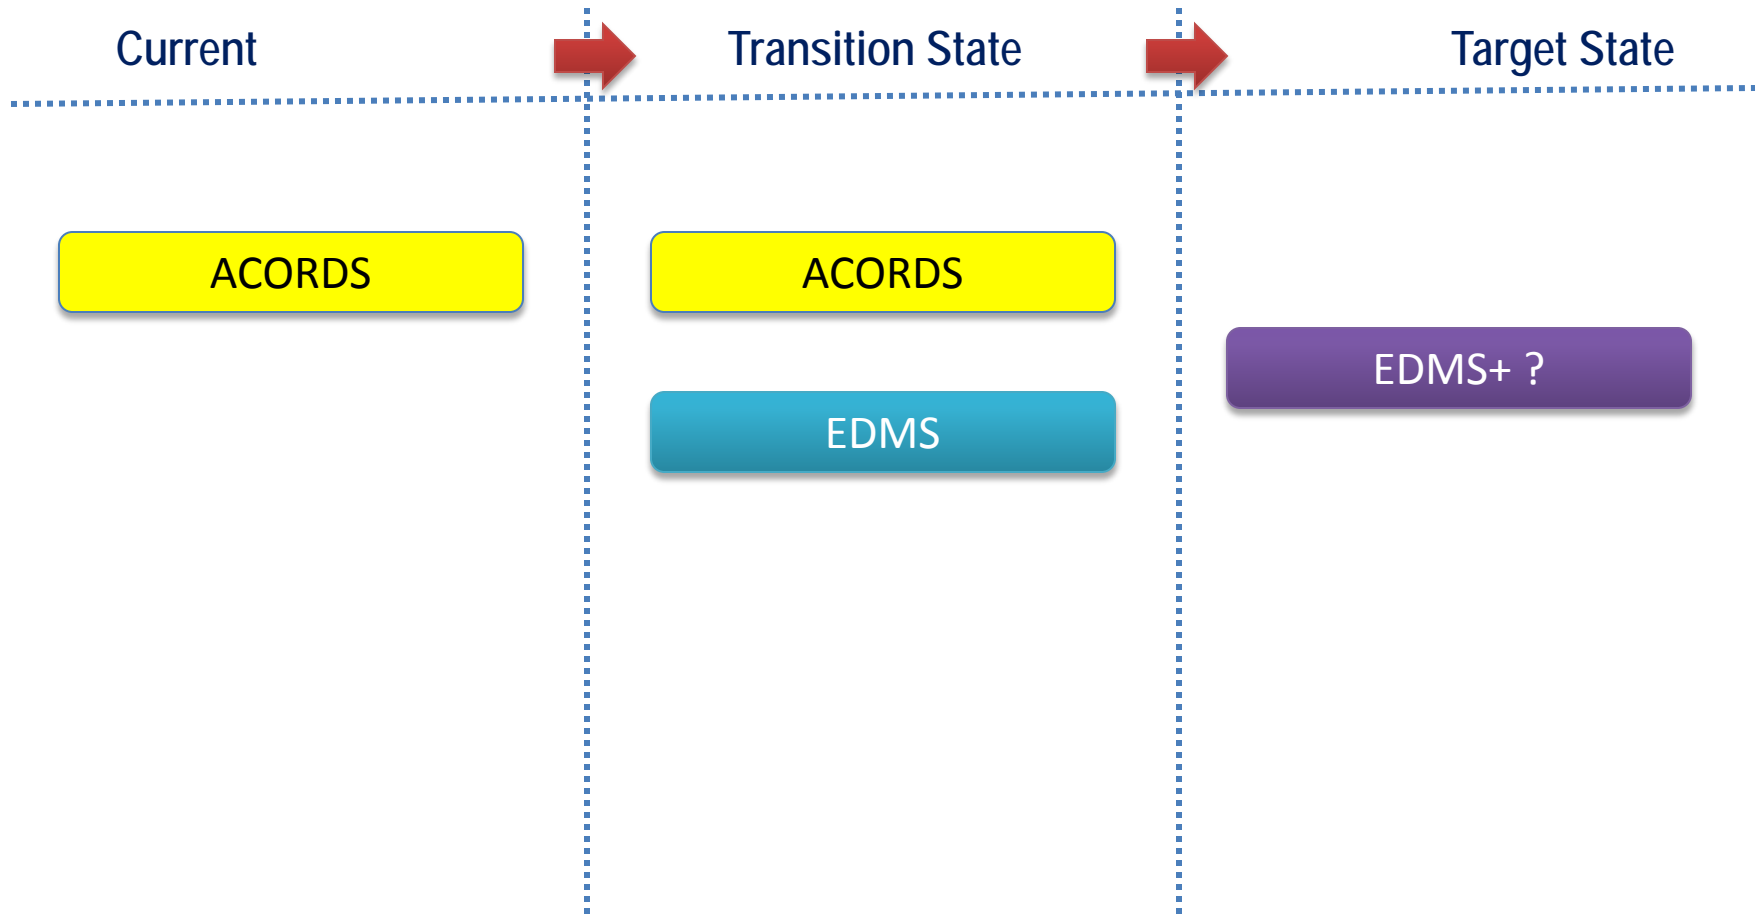 Current
Transition State
Target State
ACORDS
ACORDS
EDMS+ ?
EDMS